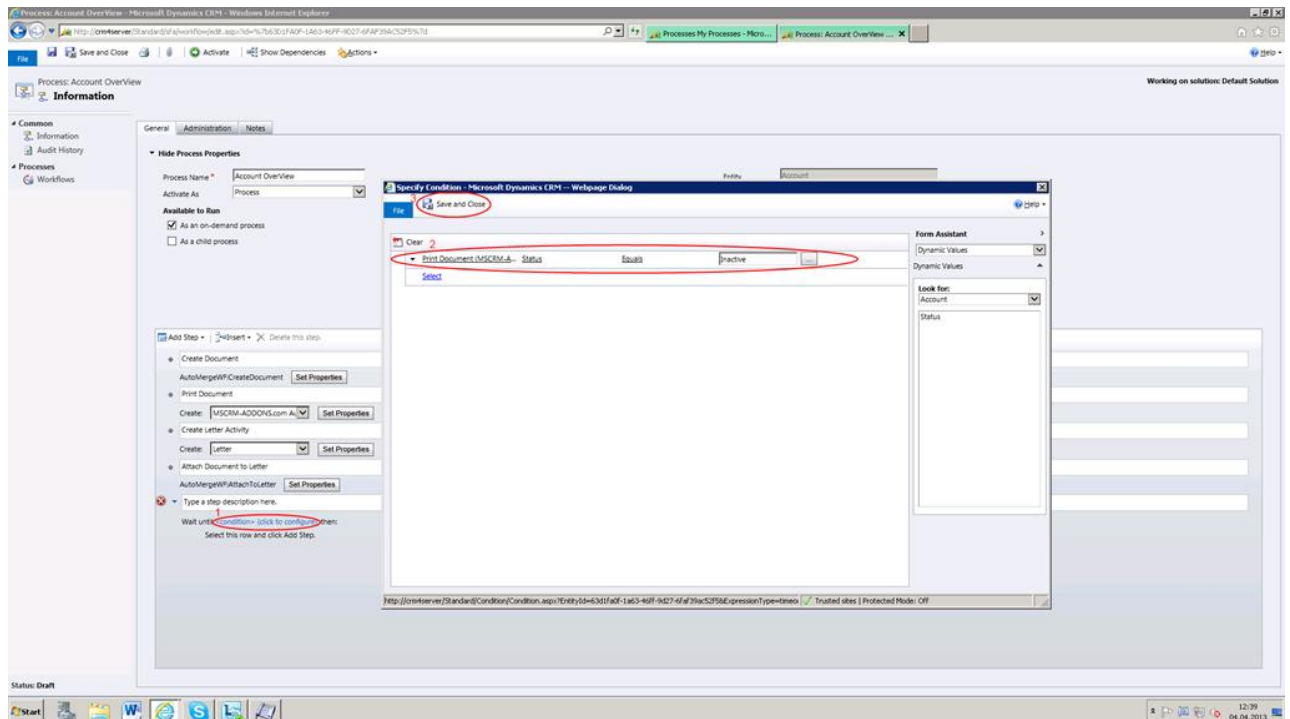 Process: Account OverView - Microsoft Dynamics CRM - Windows Internet Explorer
Processes My Processes - Micro...
Process: Account OverView ...
File
Save and Close
Activate
Show Dependencies
Actions
Help
Process: Account OverView
Information
Working on solution: Default Solution
Common
Information
Audit History
Processes
Workflows
General
Administration
Notes
Hide Process Properties
Process Name *
Account OverView
Entity
Account
Activate As
Process
Available to Run
As an on-demand process
As a child process
Add Step
Insert
Delete this step.
Create Document
AutoMergeWF:CreateDocument
Set Properties
Print Document
Create:
MSCRM-ADDONS.com A
Set Properties
Create Letter Activity
Create:
Letter
Set Properties
Attach Document to Letter
AutoMergeWF:AttachToLetter
Set Properties
Type a step description here.
1
Wait until <condition> (click to configure) then:
Select this row and click Add Step.
Specify Condition - Microsoft Dynamics CRM -- Webpage Dialog
3
File
Save and Close
Help
Clear
2
Print Document (MSCRM-A...
Status
Equals
Inactive
...
Select
Form Assistant
Dynamic Values
Dynamic Values
Look for:
Account
Status
Trusted sites | Protected Mode: Off
Status: Draft
Start
12:39
04.04.2013